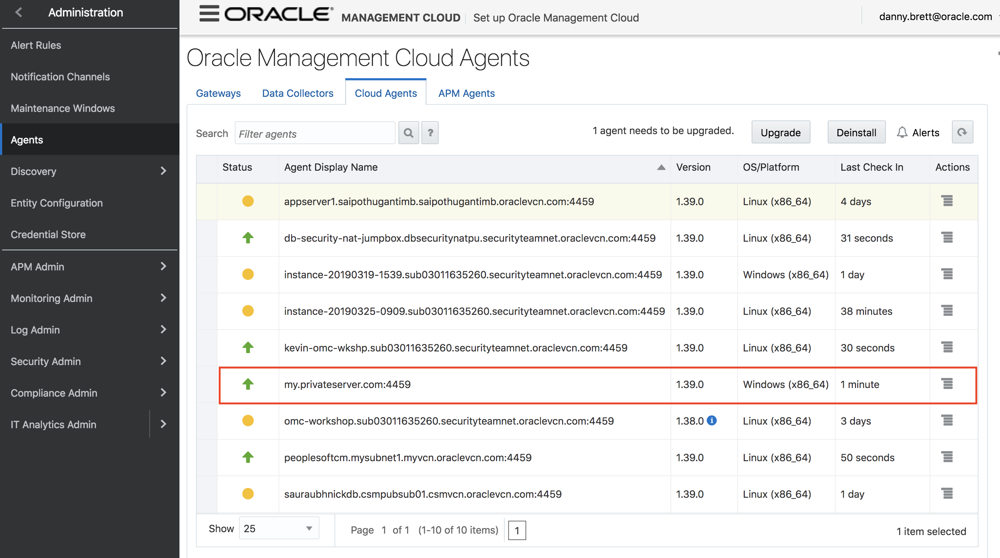 Administration
Alert Rules
Notification Channels
Maintenance Windows
Agents
Discovery
Entity Configuration
Credential Store
APM Admin
Monitoring Admin
Log Admin
Security Admin
Compliance Admin
IT Analytics Admin
ORACLE® MANAGEMENT CLOUD Set up Oracle Management Cloud danny.brett@oracle.com
Oracle Management Cloud Agents
Gateways Data Collectors Cloud Agents APM Agents
Search Filter agents ? 1 agent needs to be upgraded. Upgrade Deinstall Alerts
Status Agent Display Name Version OS/Platform Last Check In Actions
appserver1.saipothugantimb.saipothugantimb.oraclevcn.com:4459 1.39.0 Linux (x86_64) 4 days
db-security-nat-jumpbox.dbsecuritynatpu.securityteamnet.oraclevcn.com:4459 1.39.0 Linux (x86_64) 31 seconds
instance-20190319-1539.sub03011635260.securityteamnet.oraclevcn.com:4459 1.39.0 Windows (x86_64) 1 day
instance-20190325-0909.sub03011635260.securityteamnet.oraclevcn.com:4459 1.39.0 Linux (x86_64) 38 minutes
kevin-omc-wkshp.sub03011635260.securityteamnet.oraclevcn.com:4459 1.39.0 Linux (x86_64) 30 seconds
my.privateserver.com:4459 1.39.0 Windows (x86_64) 1 minute
omc-workshop.sub03011635260.securityteamnet.oraclevcn.com:4459 1.38.0 i Linux (x86_64) 3 days
peoplesoftcm.mysubnet1.myvcn.oraclevcn.com:4459 1.39.0 Linux (x86_64) 50 seconds
sauraubhnickdb.csmpubsub01.csmvcn.oraclevcn.com:4459 1.39.0 Linux (x86_64) 1 day
Show 25 Page 1 of 1 (1-10 of 10 items) 1 1 item selected